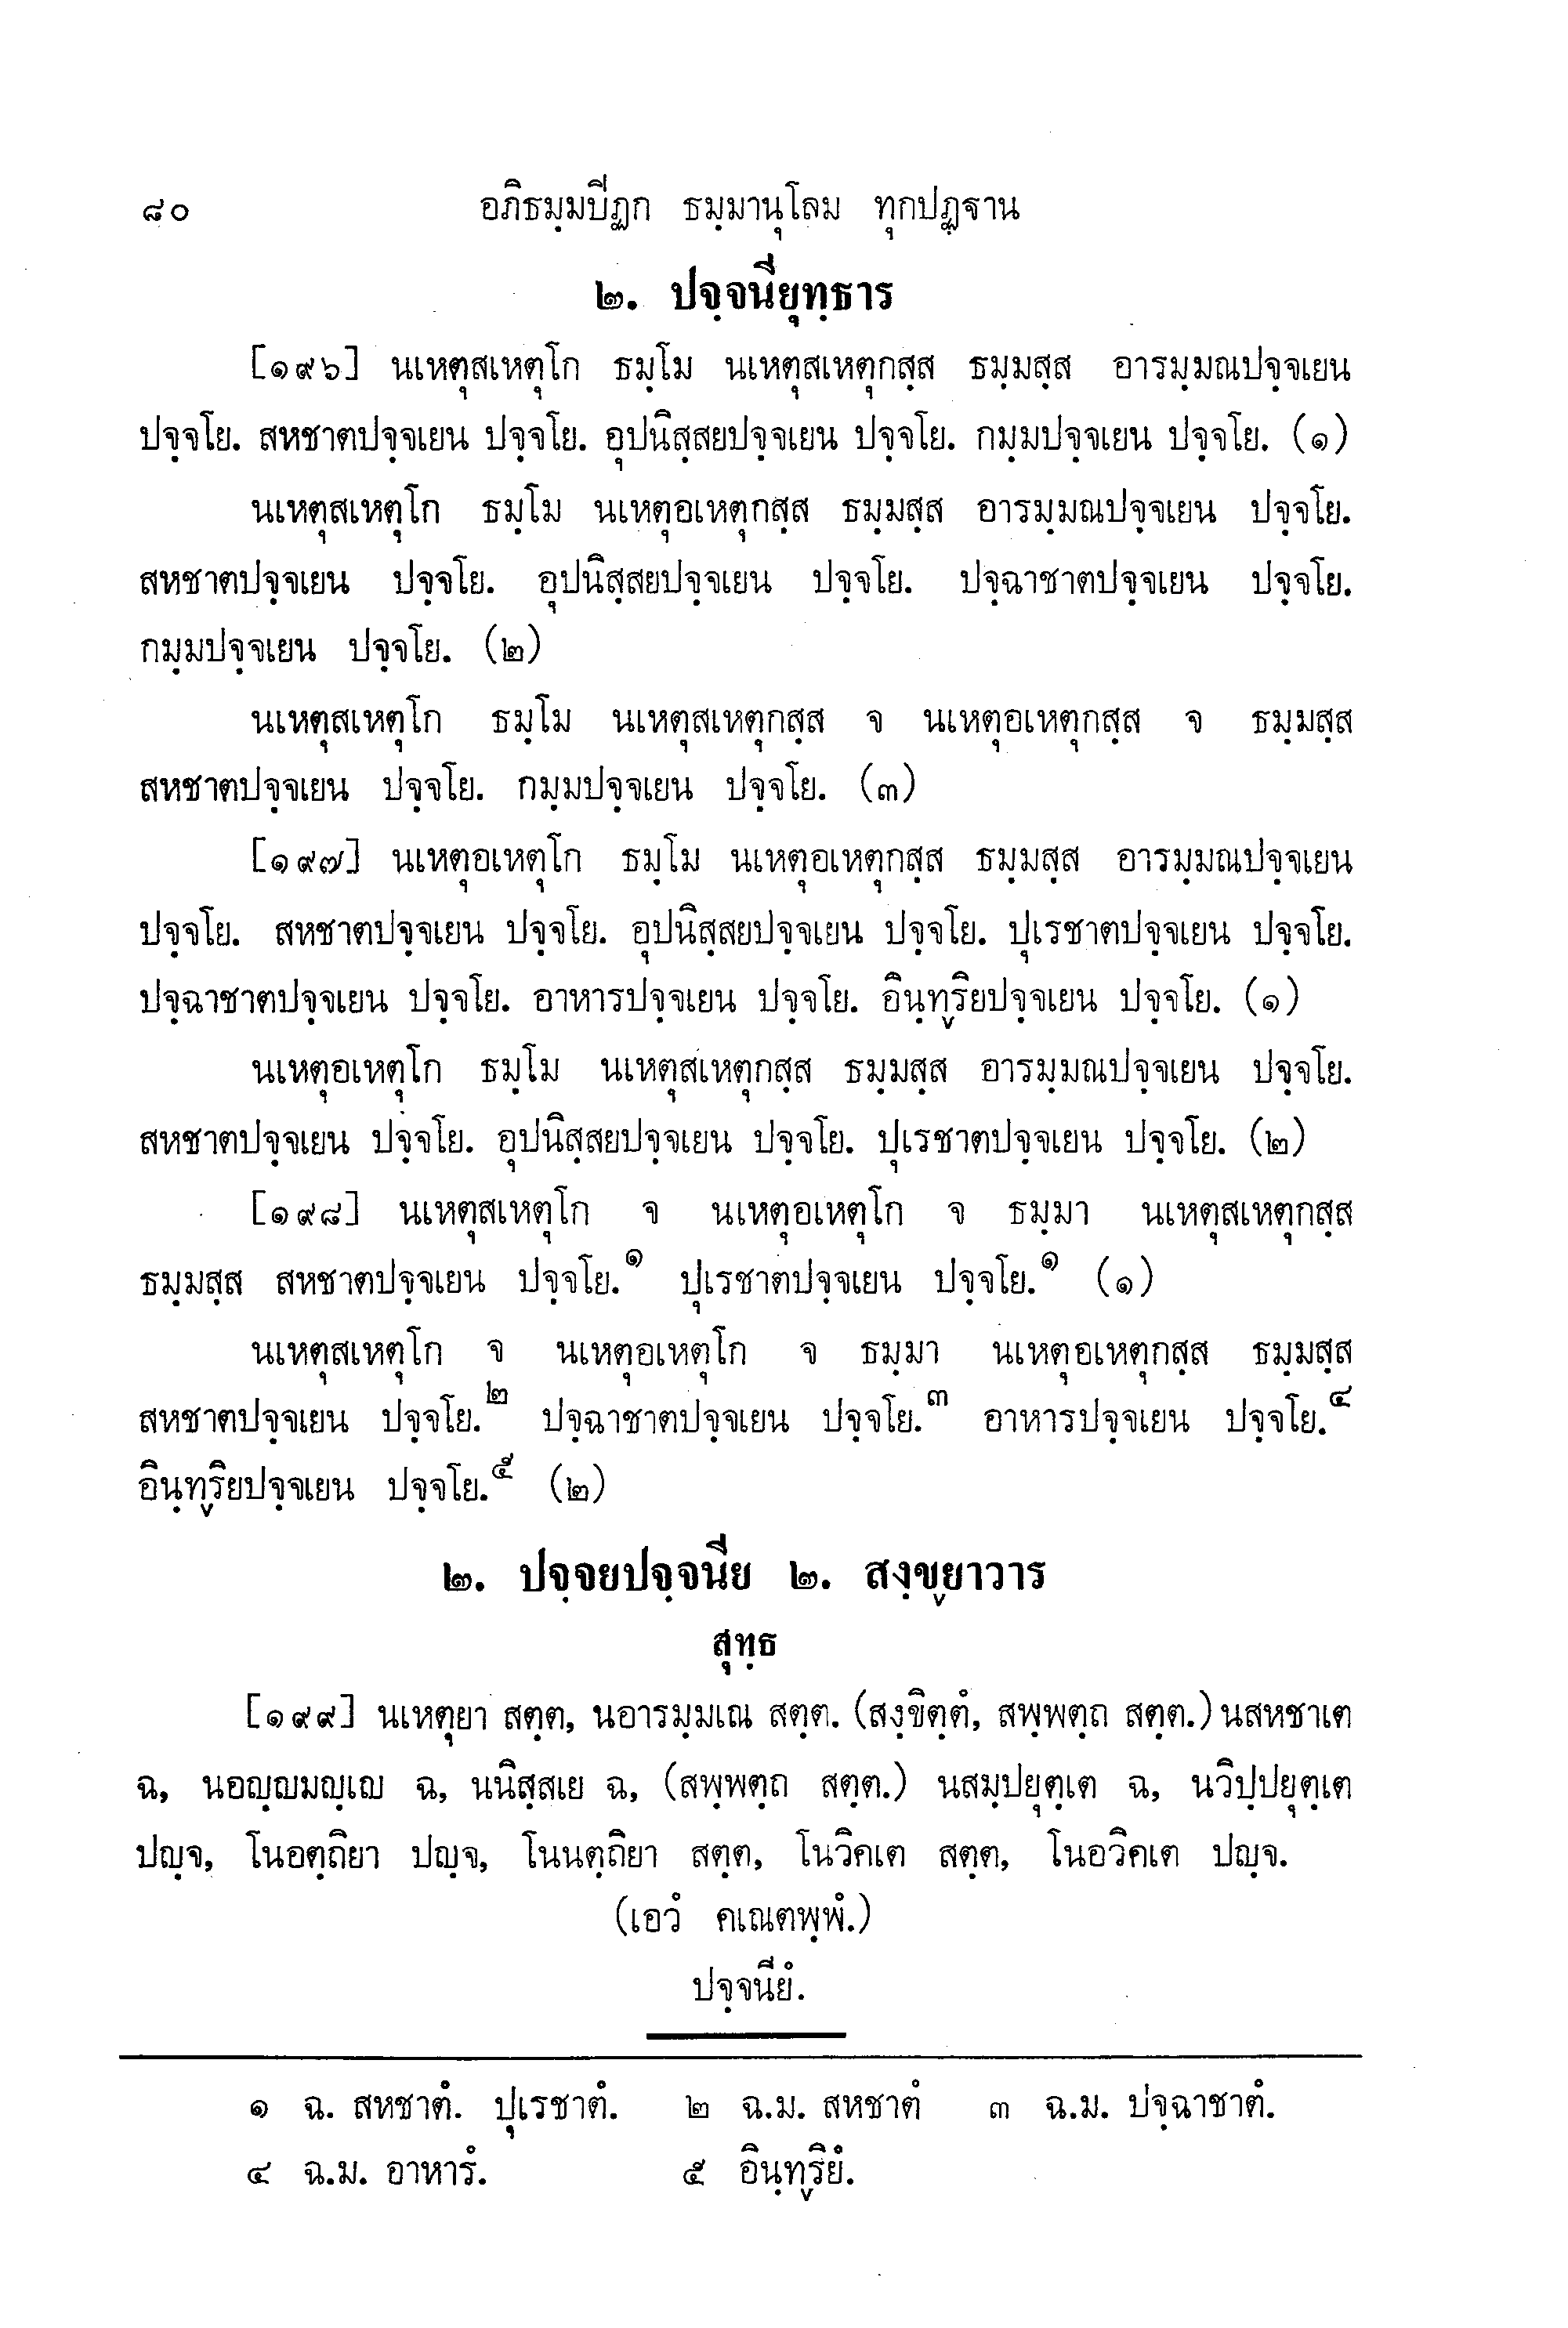 ๘๐ อภิธมฺมปีฏก ธมฺมานุโลม ทุกปฏฺฐาน
๒. ปจฺจนียุทฺธาร
[๑๙๖] นเหตุสเหตุโก ธมฺโม นเหตุสเหตุกสฺส ธมฺมสฺส อารมฺมณปจฺจเยน
ปจฺจโย. สหชาตปจฺจเยน ปจฺจโย. อุปนิสฺสยปจฺจเยน ปจฺจโย. กมฺมปจฺจเยน ปจฺจโย. (๑)
นเหตุสเหตุโก ธมฺโม นเหตุอเหตุกสฺส ธมฺมสฺส อารมฺมณปจฺจเยน ปจฺจโย.
สหชาตปจฺจเยน ปจฺจโย. อุปนิสฺสยปจฺจเยน ปจฺจโย. ปจฺฉาชาตปจฺจเยน ปจฺจโย.
กมฺมปจฺจเยน ปจฺจโย. (๒)
นเหตุสเหตุโก ธมฺโม นเหตุสเหตุกสฺส จ นเหตุอเหตุกสฺส จ ธมฺมสฺส
สหชาตปจฺจเยน ปจฺจโย. กมฺมปจฺจเยน ปจฺจโย. (๓)
[๑๙๗] นเหตุอเหตุโก ธมฺโม นเหตุอเหตุกสฺส ธมฺมสฺส อารมฺมณปจฺจเยน
ปจฺจโย. สหชาตปจฺจเยน ปจฺจโย. อุปนิสฺสยปจฺจเยน ปจฺจโย. ปุเรชาตปจฺจเยน ปจฺจโย.
ปจฺฉาชาตปจฺจเยน ปจฺจโย. อาหารปจฺจเยน ปจฺจโย. อินฺทฺริยปจฺจเยน ปจฺจโย. (๑)
นเหตุอเหตุโก ธมฺโม นเหตุสเหตุกสฺส ธมฺมสฺส อารมฺมณปจฺจเยน ปจฺจโย.
สหชาตปจฺจเยน ปจฺจโย. อุปนิสฺสยปจฺจเยน ปจฺจโย. ปุเรชาตปจฺจเยน ปจฺจโย. (๒)
[๑๙๘] นเหตุสเหตุโก จ นเหตุอเหตุโก จ ธมฺมา นเหตุสเหตุกสฺส
ธมฺมสฺส สหชาตปจฺจเยน ปจฺจโย.๑ ปุเรชาตปจฺจเยน ปจฺจโย.๑ (๑)
นเหตุสเหตุโก จ นเหตุอเหตุโก จ ธมฺมา นเหตุอเหตุกสฺส ธมฺมสฺส
สหชาตปจฺจเยน ปจฺจโย.๒ ปจฺฉาชาตปจฺจเยน ปจฺจโย.๓ อาหารปจฺจเยน ปจฺจโย.๔
อินฺทฺริยปจฺจเยน ปจฺจโย.๕ (๒)
๒. ปจฺจยปจฺจนีย ๒. สงฺขฺยาวาร
สุทฺธ
[๑๙๙] นเหตุยา สตฺต, นอารมฺมเณ สตฺต. (สงฺขิตฺตํ, สพฺพตฺถ สตฺต.) นสหชาเต
ฉ, นอญฺญมญฺเญ ฉ, นนิสฺสเย ฉ, (สพฺพตฺถ สตฺต.) นสมฺปยุตฺเต ฉ, นวิปฺปยุตฺเต
ปญฺจ, โนอตฺถิยา ปญฺจ, โนนตฺถิยา สตฺต, โนวิคเต สตฺต, โนอวิคเต ปญฺจ.
(เอวํ คเณตพฺพํ.)
ปจฺจนียํ.
๑ ฉ. สหชาตํ. ปุเรชาตํ. ๒ ฉ.ม. สหชาตํ ๓ ฉ.ม. ปจฺฉาชาตํ.
๔ ฉ.ม. อาหารํ. ๕ อินฺทฺริยํ.